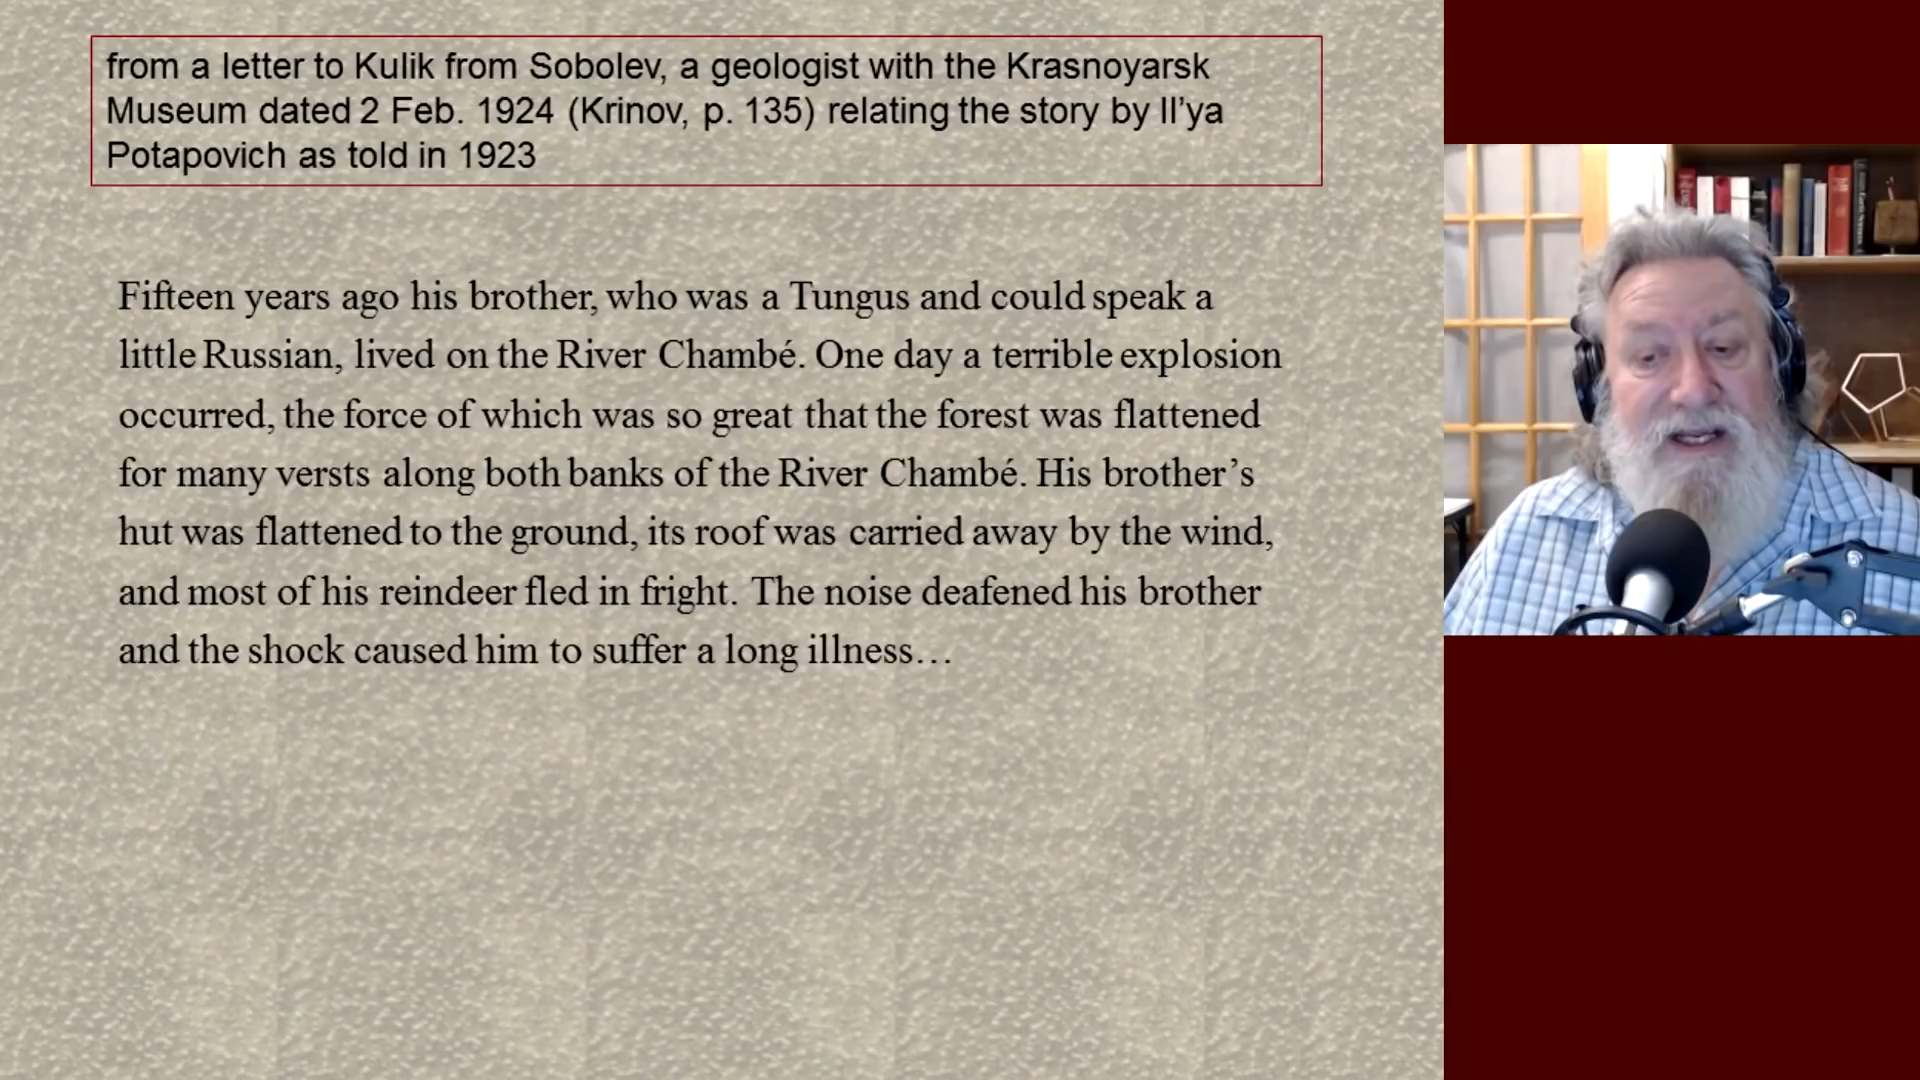 from a letter to Kulik from Sobolev, a geologist with the Krasnoyarsk
Museum dated 2 Feb. 1924 (Krinov, p. 135) relating the story by Il’ya
Potapovich as told in 1923
Fifteen years ago his brother, who was a Tungus and could speak a
little Russian, lived on the River Chambé. One day a terrible explosion
occurred, the force of which was so great that the forest was flattened
for many versts along both banks of the River Chambé. His brother’s
hut was flattened to the ground, its roof was carried away by the wind,
and most of his reindeer fled in fright. The noise deafened his brother
and the shock caused him to suffer a long illness…